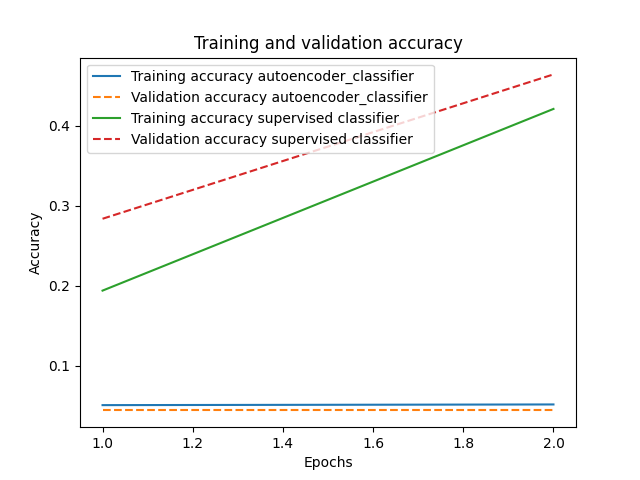 Training and validation accuracy
Training accuracy autoencoder_classifier
Validation accuracy autoencoder_classifier
Training accuracy supervised classifier
Validation accuracy supervised classifier
0.4
0.3
0.2
0.1
Accuracy
1.0 1.2 1.4 1.6 1.8 2.0
Epochs